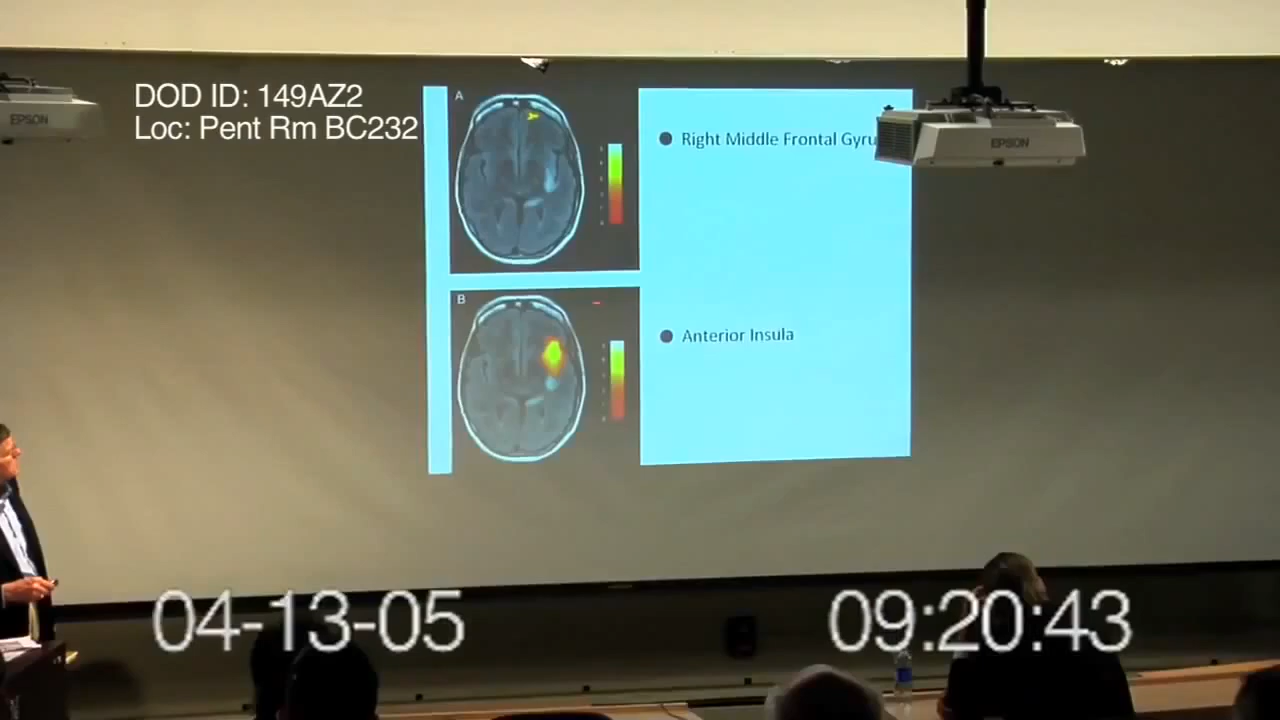 DOD ID: 149AZ2
Loc: Pent Rm BC232
EPSON
EPSON
A
Right Middle Frontal Gyru
B
Anterior Insula
04-13-05
09:20:43